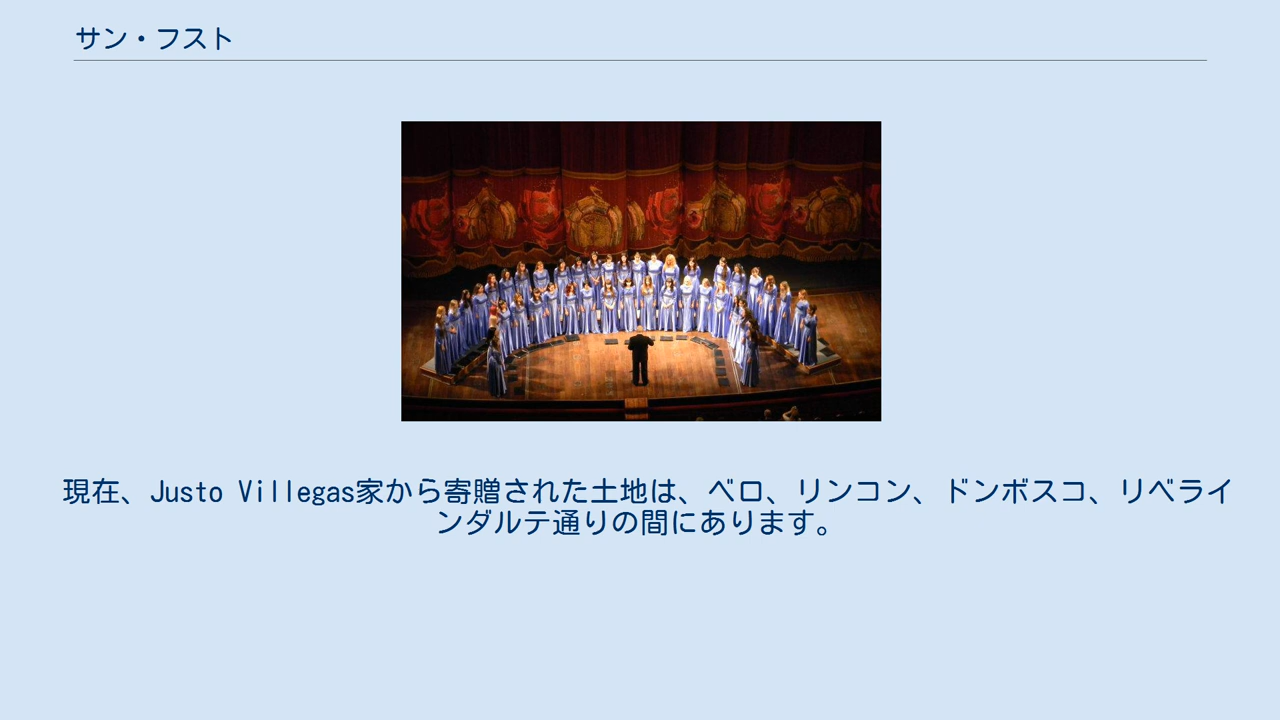 サン・フスト
現在、Justo Villegas家から寄贈された土地は、ベロ、リンコン、ドンボスコ、リベライ
ンダルテ通りの間にあります。